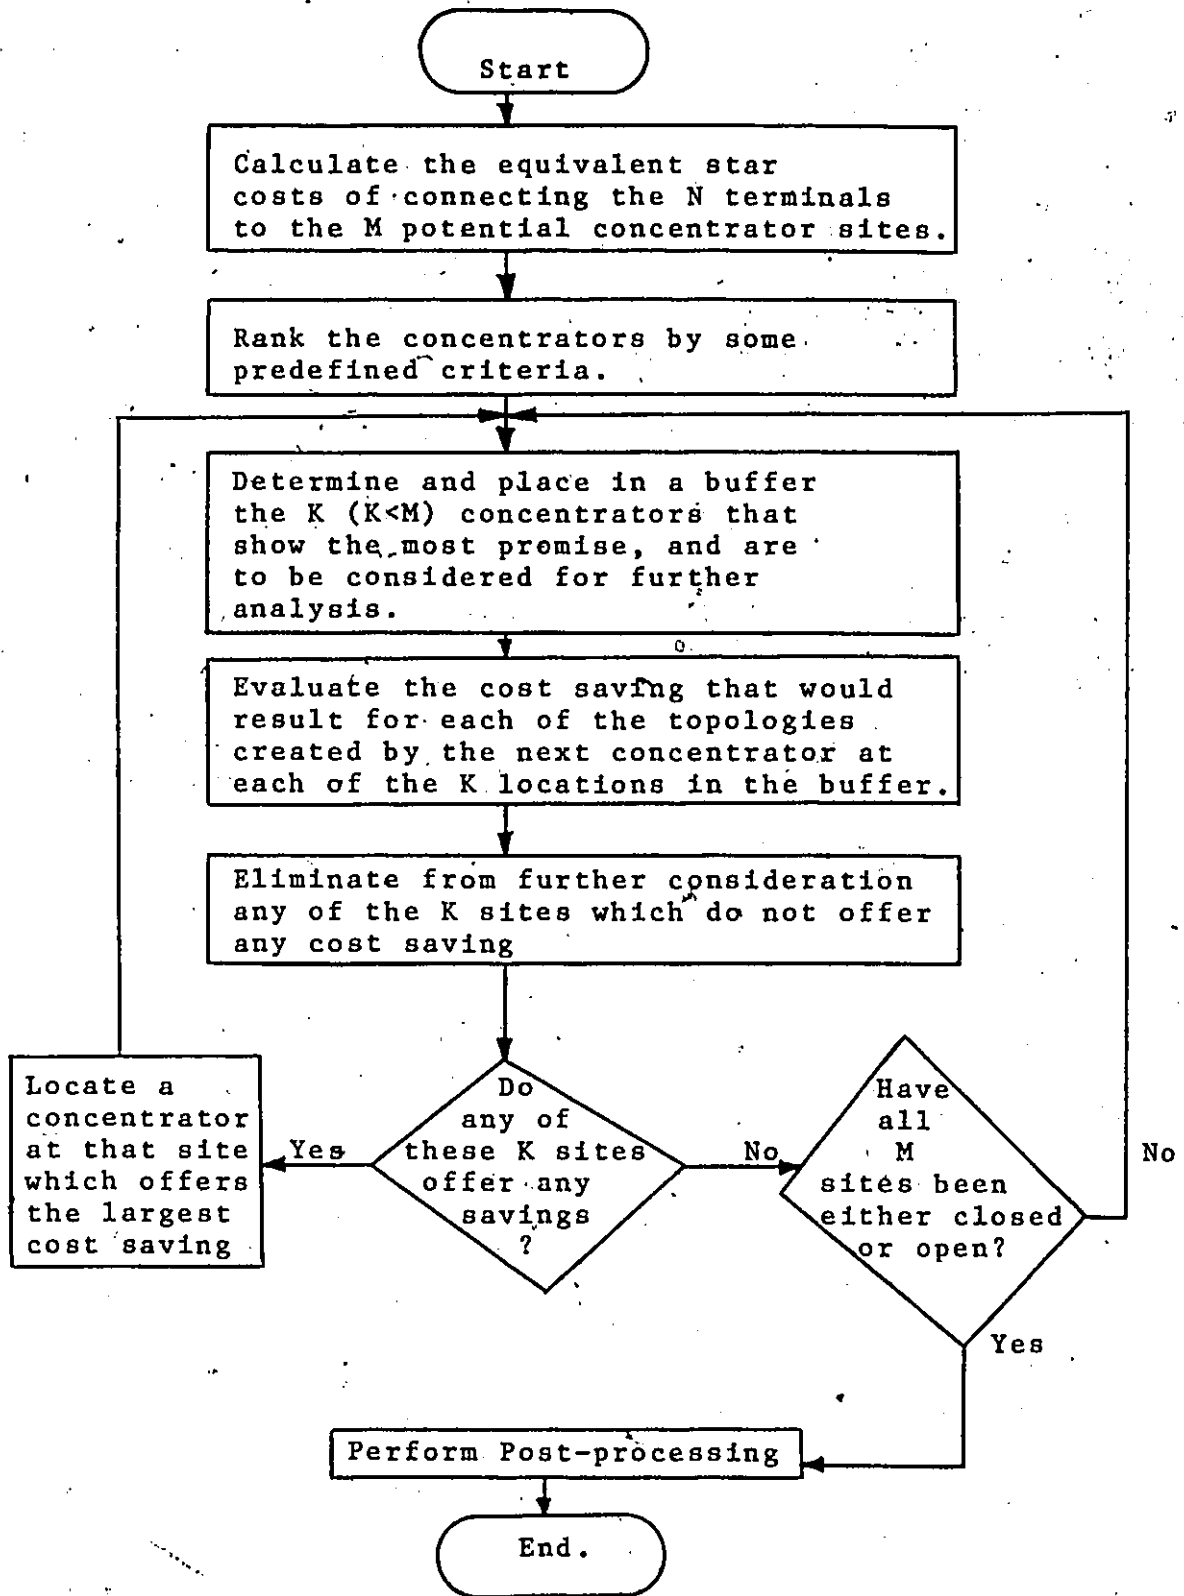 Start
Calculate the equivalent star
costs of connecting the N terminals
to the M potential concentrator sites.
Rank the concentrators by some
predefined criteria.
Determine and place in a buffer
the K (K<M) concentrators that
show the most promise, and are
to be considered for further
analysis.
Evaluate the cost saving that would
result for each of the topologies
created by the next concentrator at
each of the K locations in the buffer.
Eliminate from further consideration
any of the K sites which do not offer
any cost saving
Locate a
concentrator
at that site
which offers
the largest
cost saving
Yes
Do
any of
these K sites
offer any
savings
?
No
Have
all
M
sites been
either closed
or open?
No
Yes
Perform Post-processing
End.